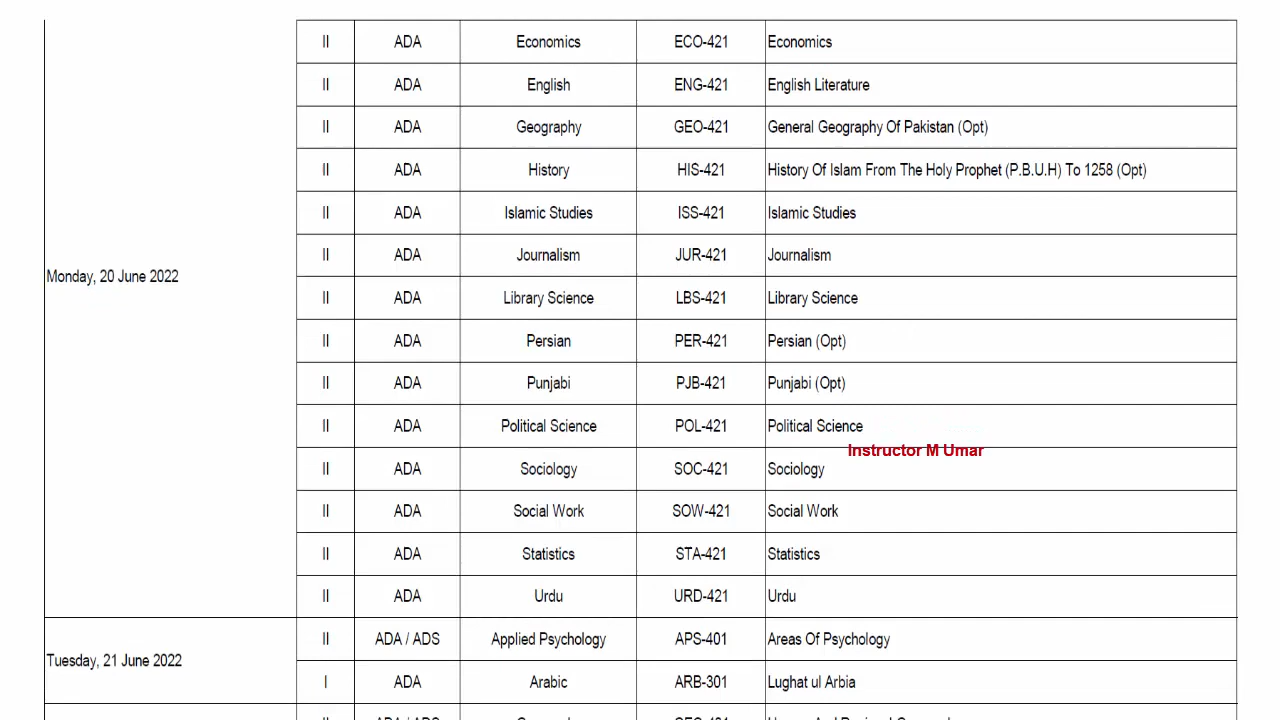 II ADA Economics ECO-421 Economics
II ADA English ENG-421 English Literature
II ADA Geography GEO-421 General Geography Of Pakistan (Opt)
II ADA History HIS-421 History Of Islam From The Holy Prophet (P.B.U.H) To 1258 (Opt)
II ADA Islamic Studies ISS-421 Islamic Studies
II ADA Journalism JUR-421 Journalism
Monday, 20 June 2022
II ADA Library Science LBS-421 Library Science
II ADA Persian PER-421 Persian (Opt)
II ADA Punjabi PJB-421 Punjabi (Opt)
II ADA Political Science POL-421 Political Science
Instructor M Umar
II ADA Sociology SOC-421 Sociology
II ADA Social Work SOW-421 Social Work
II ADA Statistics STA-421 Statistics
II ADA Urdu URD-421 Urdu
II ADA / ADS Applied Psychology APS-401 Areas Of Psychology
Tuesday, 21 June 2022
I ADA Arabic ARB-301 Lughat ul Arbia